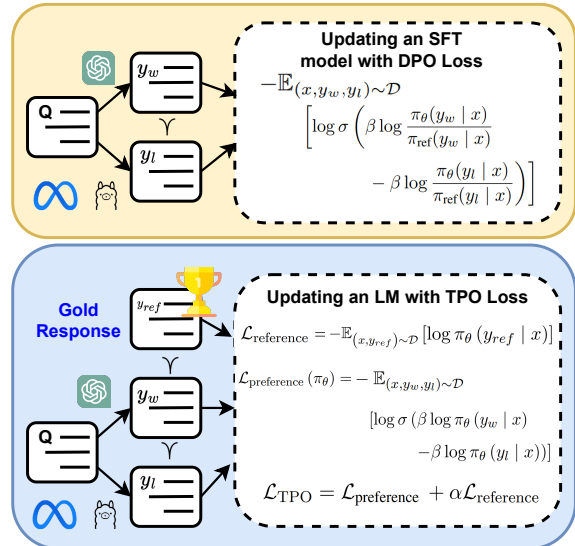 Updating an SFT
model with DPO Loss
Q
y_w
≻
y_l
−𝔼_{(x,y_w,y_l)∼𝒟}
[log σ (β log π_θ(y_w | x) / π_ref(y_w | x)
− β log π_θ(y_l | x) / π_ref(y_l | x))]
Gold
Response
y_ref
Updating an LM with TPO Loss
ℒ_reference = −𝔼_{(x,y_ref)∼𝒟} [log π_θ (y_ref | x)]
≻
ℒ_preference (π_θ) = − 𝔼_{(x,y_w,y_l)∼𝒟}
y_w
[log σ (β log π_θ (y_w | x)
Q
≻
−β log π_θ (y_l | x))]
y_l
ℒ_TPO = ℒ_preference + αℒ_reference